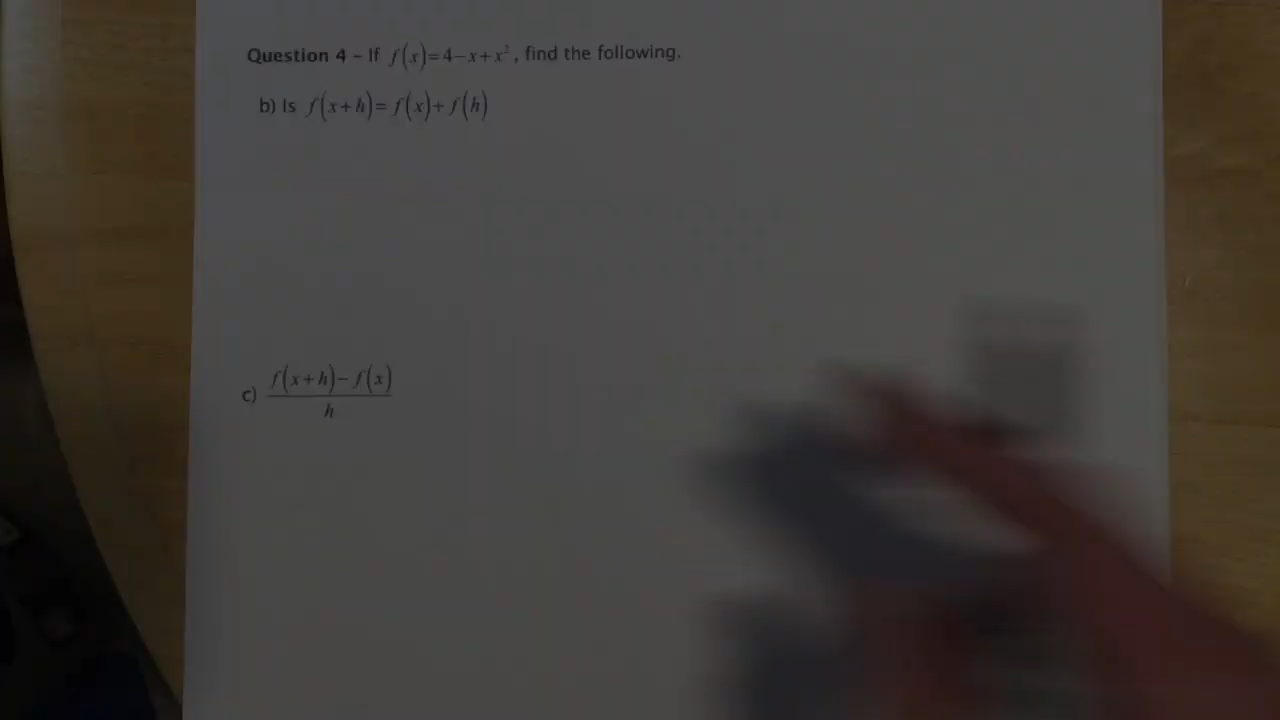 Question 4 – If f(x)=4−x+x², find the following.
b) Is f(x+h)= f(x)+ f(h)
c) f(x+h)− f(x)
h